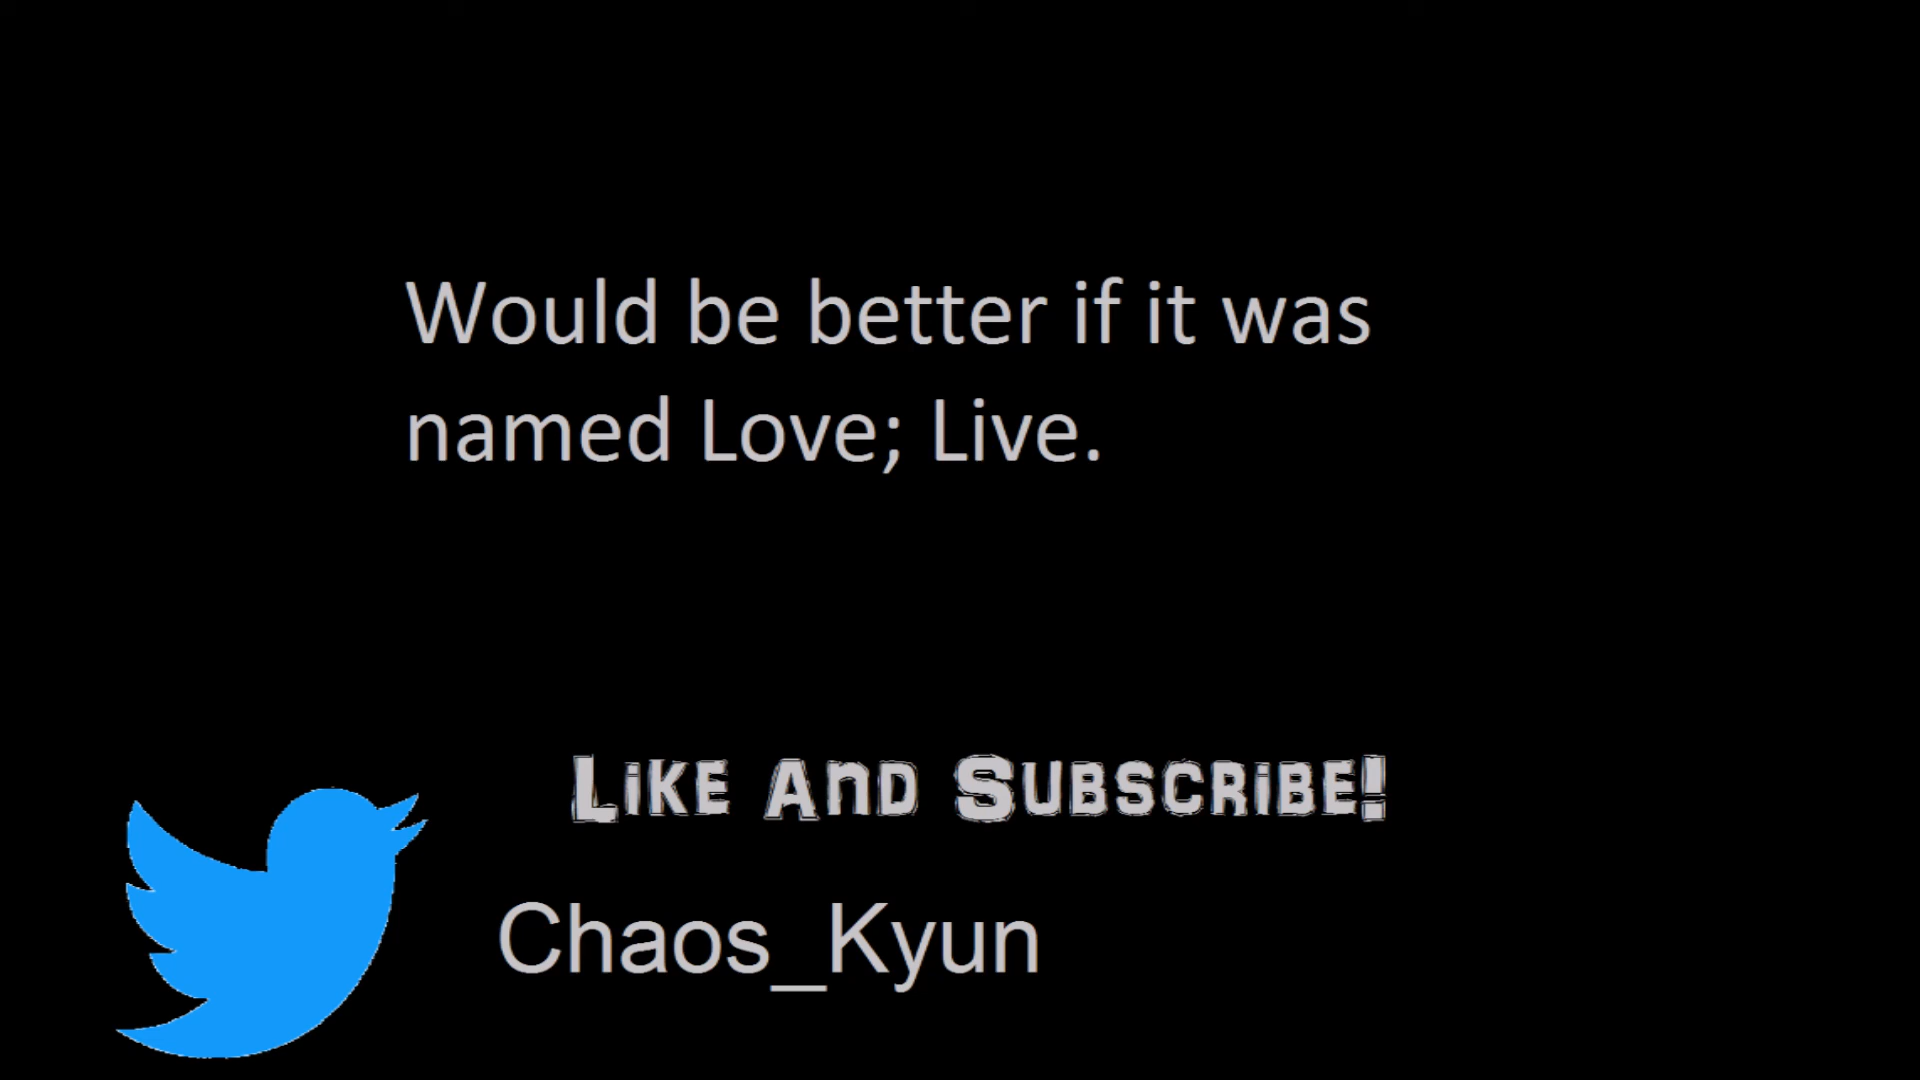 Would be better if it was
named Love; Live.
Like And Subscribe!
Chaos_Kyun